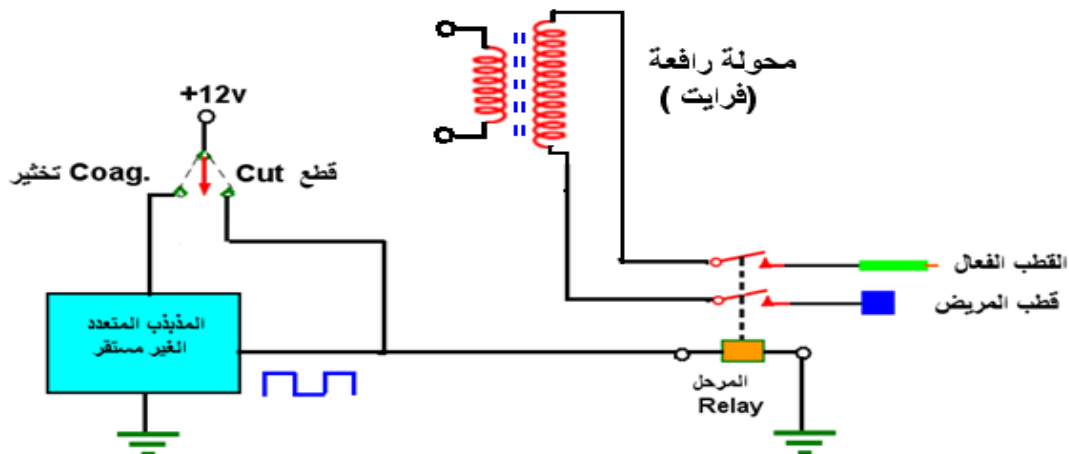 محولة رافعة
(فرايت )
+12v
تخثير Coag.
Cut قطع
القطب الفعال
قطب المريض
المذبذب المتعدد
الغير مستقر
المرحل
Relay